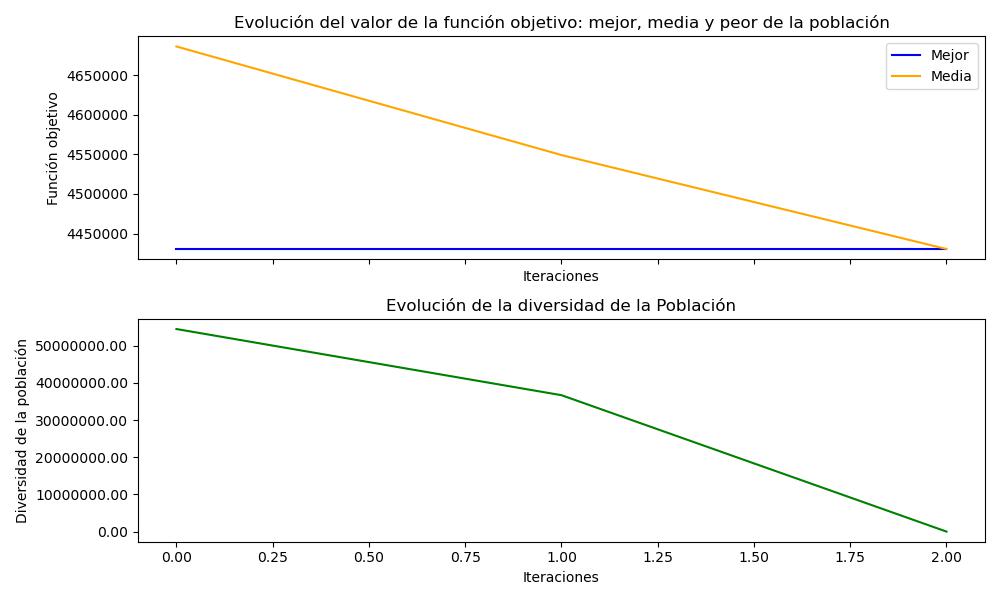 Evolución del valor de la función objetivo: mejor, media y peor de la población
Mejor
Media
Función objetivo
4650000
4600000
4550000
4500000
4450000
Iteraciones
Evolución de la diversidad de la Población
Diversidad de la población
50000000.00
40000000.00
30000000.00
20000000.00
10000000.00
0.00
0.00 0.25 0.50 0.75 1.00 1.25 1.50 1.75 2.00
Iteraciones